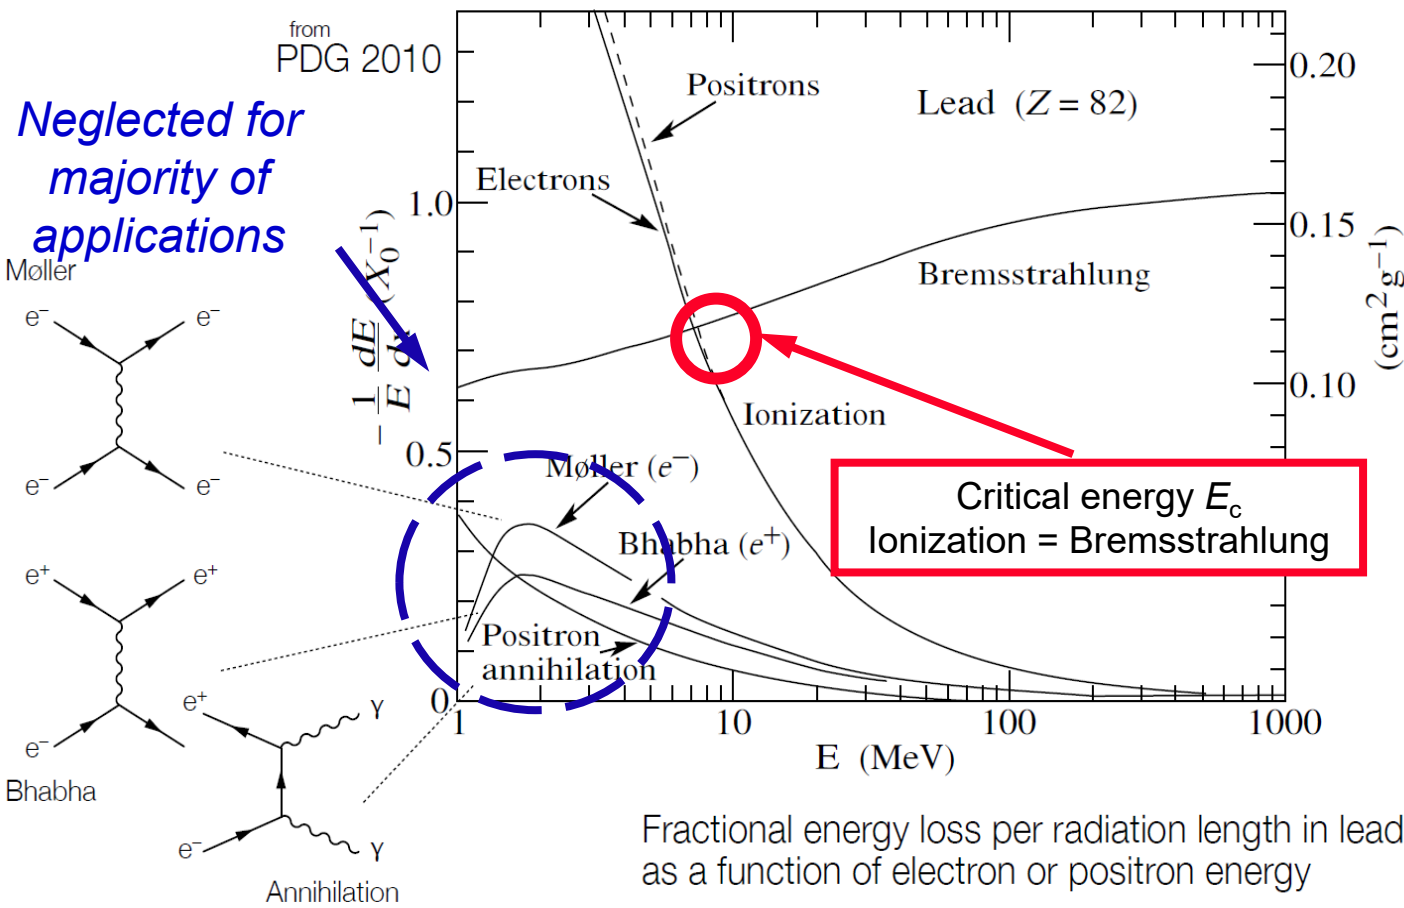 from
PDG 2010
Neglected for
majority of
applications
Møller
e⁻
e⁻
e⁻
e⁻
e⁺
e⁺
e⁻
Bhabha
e⁺
γ
e⁻
γ
Annihilation
Positrons
Lead (Z = 82)
Electrons
Bremsstrahlung
Ionization
Møller (e⁻)
Bhabha (e⁺)
Positron
annihilation
Critical energy E_c
Ionization = Bremsstrahlung
1.0
0.5
0
− 1/E dE/dx (X₀⁻¹)
0.20
0.15
0.10
(cm² g⁻¹)
1
10
100
1000
E (MeV)
Fractional energy loss per radiation length in lead
as a function of electron or positron energy